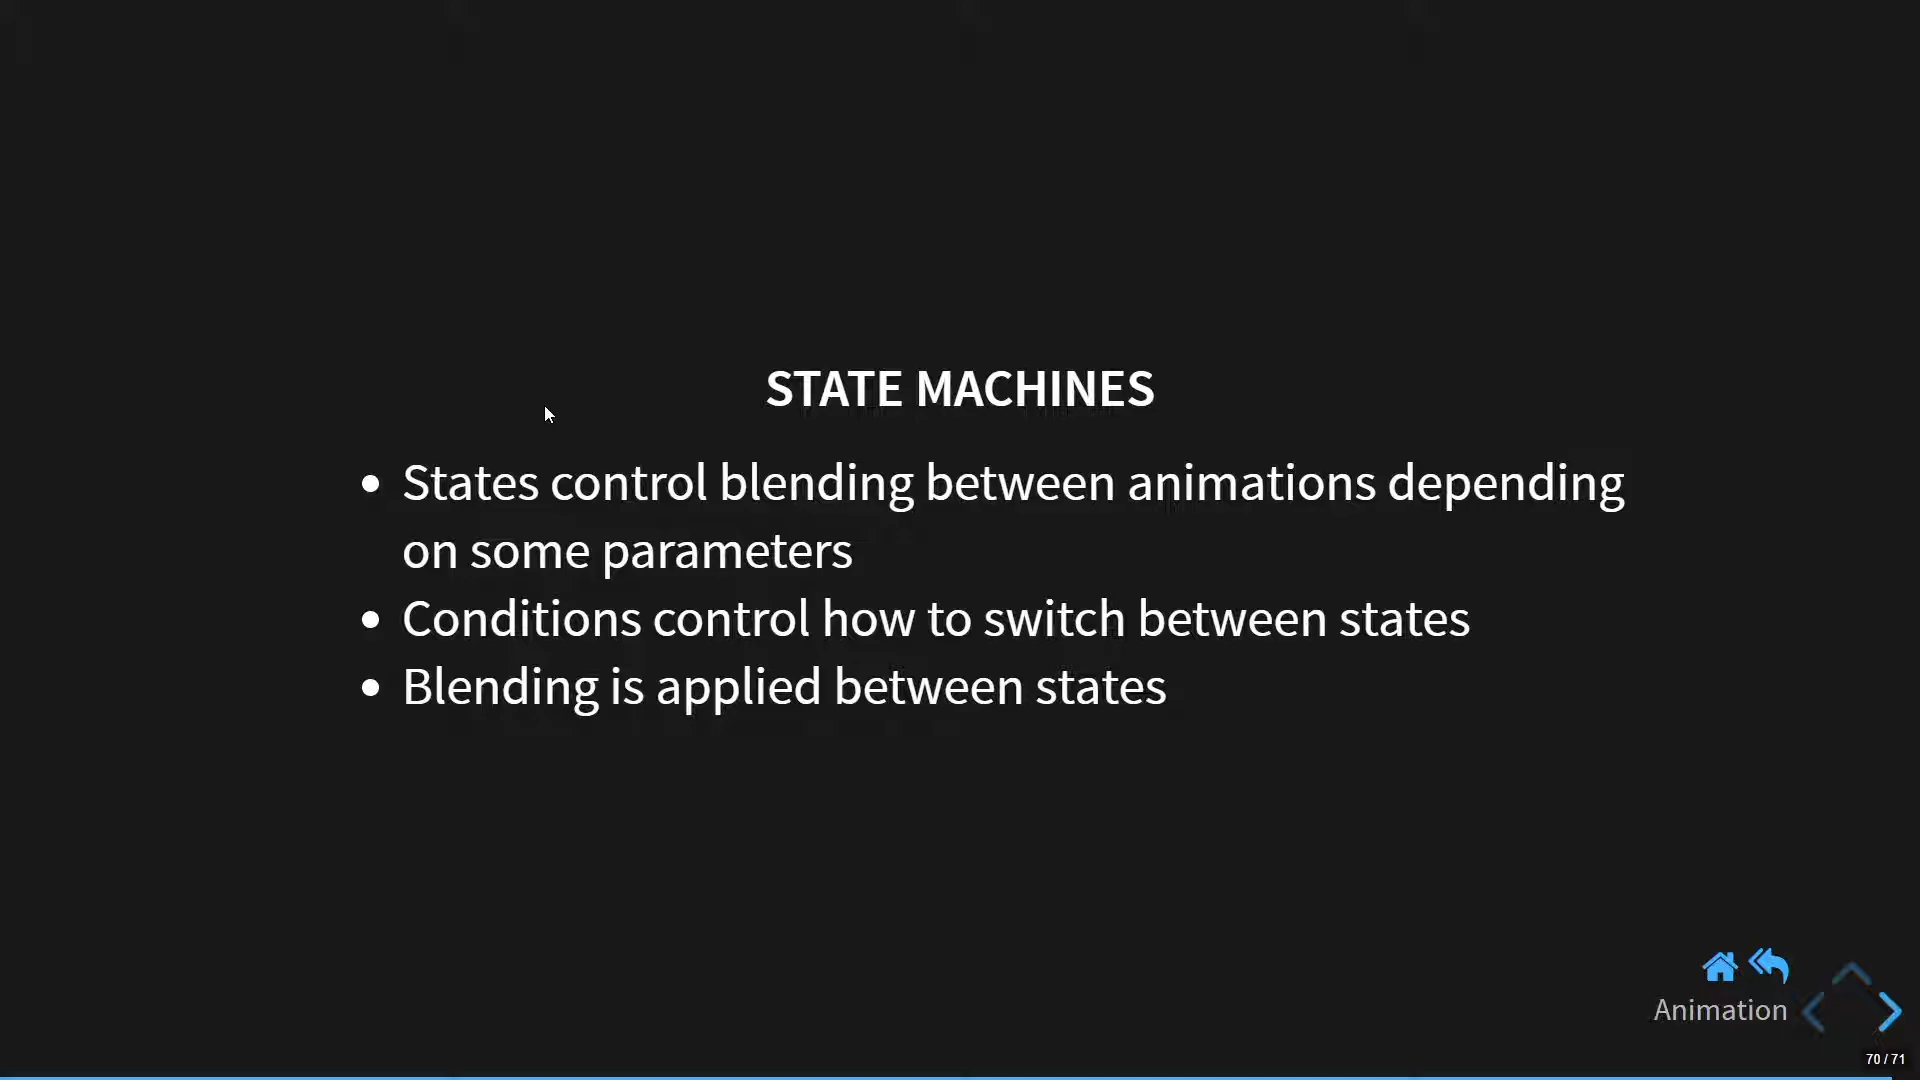 STATE MACHINES
• States control blending between animations depending
on some parameters
• Conditions control how to switch between states
• Blending is applied between states
Animation
70 / 71